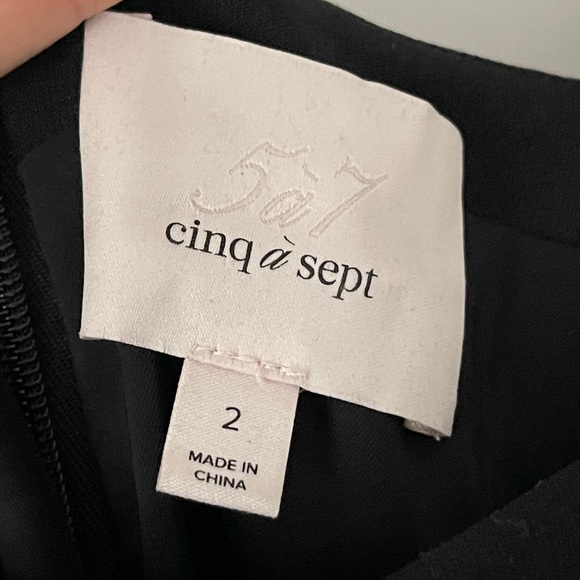 5à7
cinq à sept
2
MADE IN
CHINA